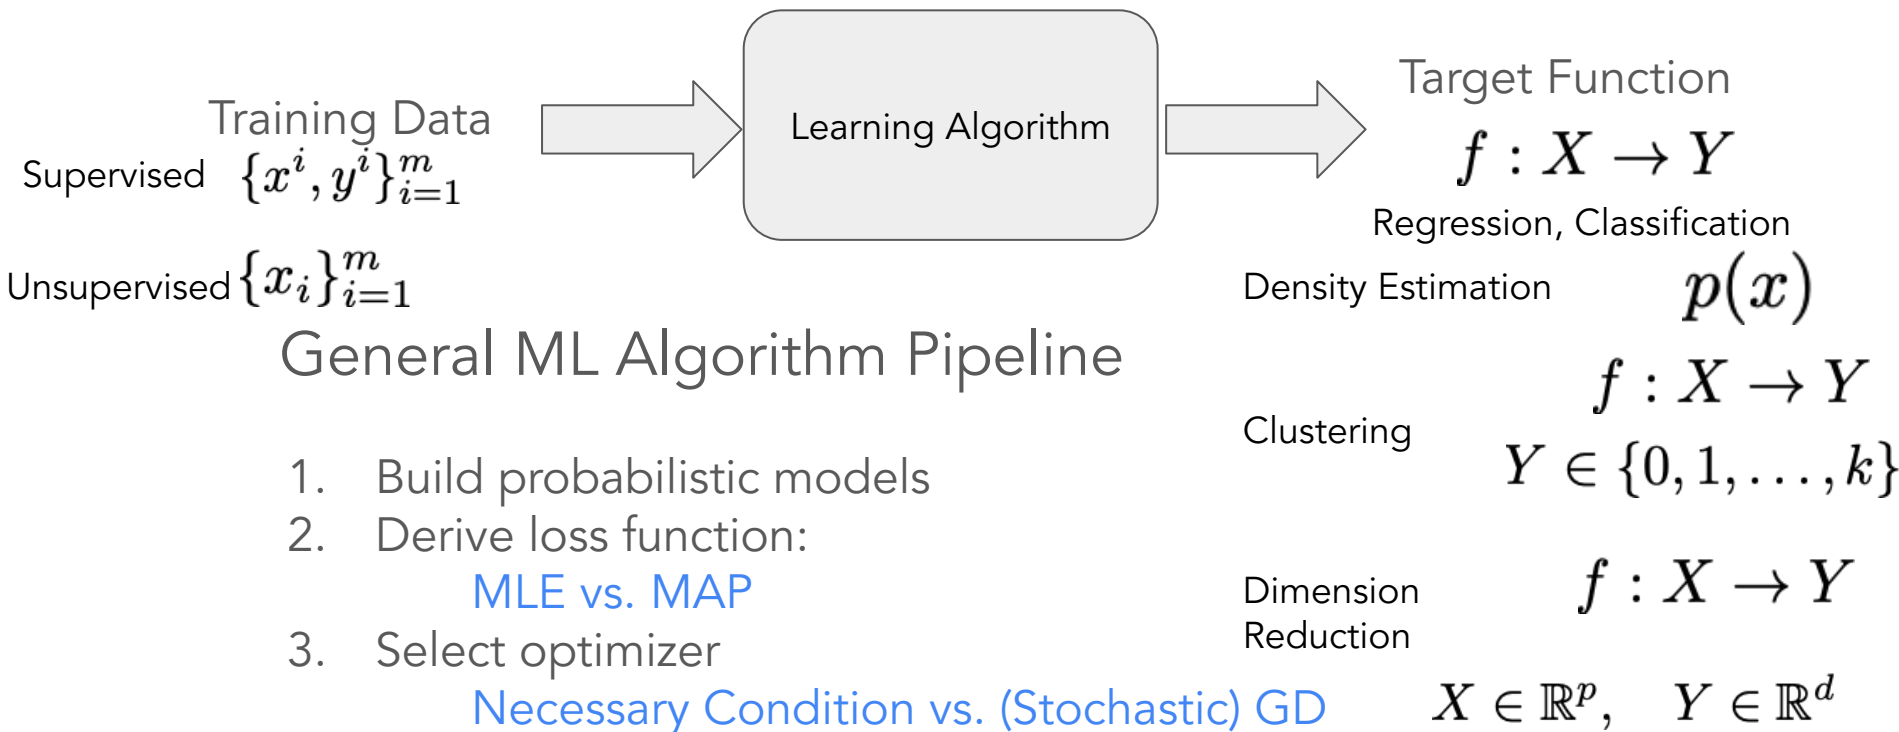 Training Data
Supervised {x^i, y^i}_{i=1}^m
Unsupervised {x_i}_{i=1}^m
Learning Algorithm
Target Function
f : X → Y
Regression, Classification
Density Estimation p(x)
Clustering f : X → Y
Y ∈ {0, 1, . . . , k}
Dimension
Reduction
f : X → Y
X ∈ ℝ^p, Y ∈ ℝ^d
General ML Algorithm Pipeline
1. Build probabilistic models
2. Derive loss function:
MLE vs. MAP
3. Select optimizer
Necessary Condition vs. (Stochastic) GD